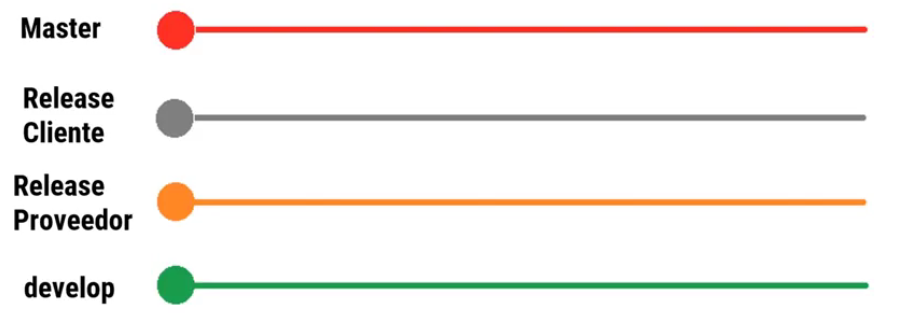 Master
Release
Cliente
Release
Proveedor
develop